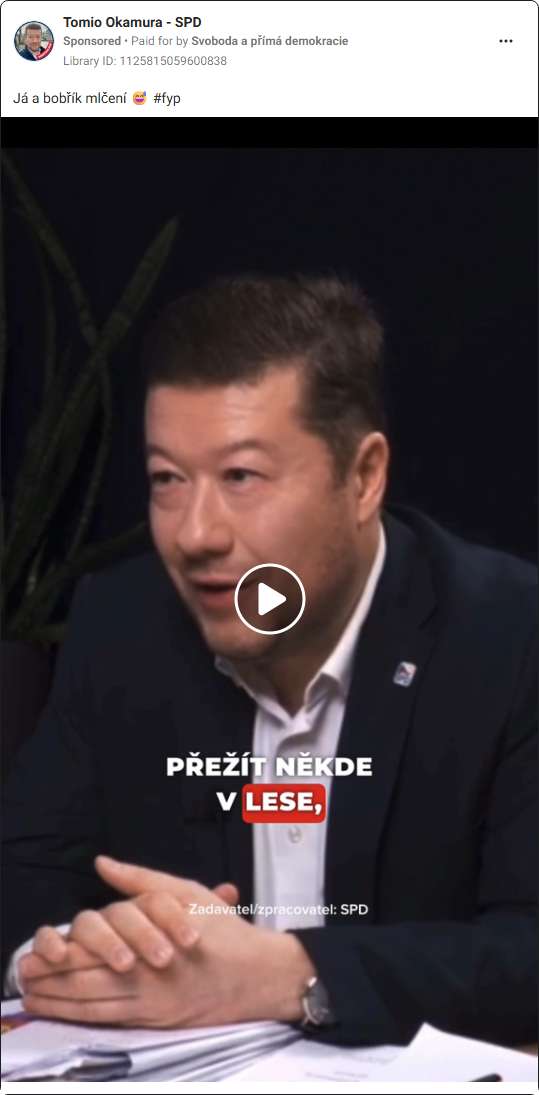 Tomio Okamura - SPD
Sponsored • Paid for by Svoboda a přímá demokracie
Library ID: 1125815059600838
Já a bobřík mlčení 😅 #fyp
PŘEŽÍT NĚKDE
V LESE,
Zadavatel/zpracovatel: SPD